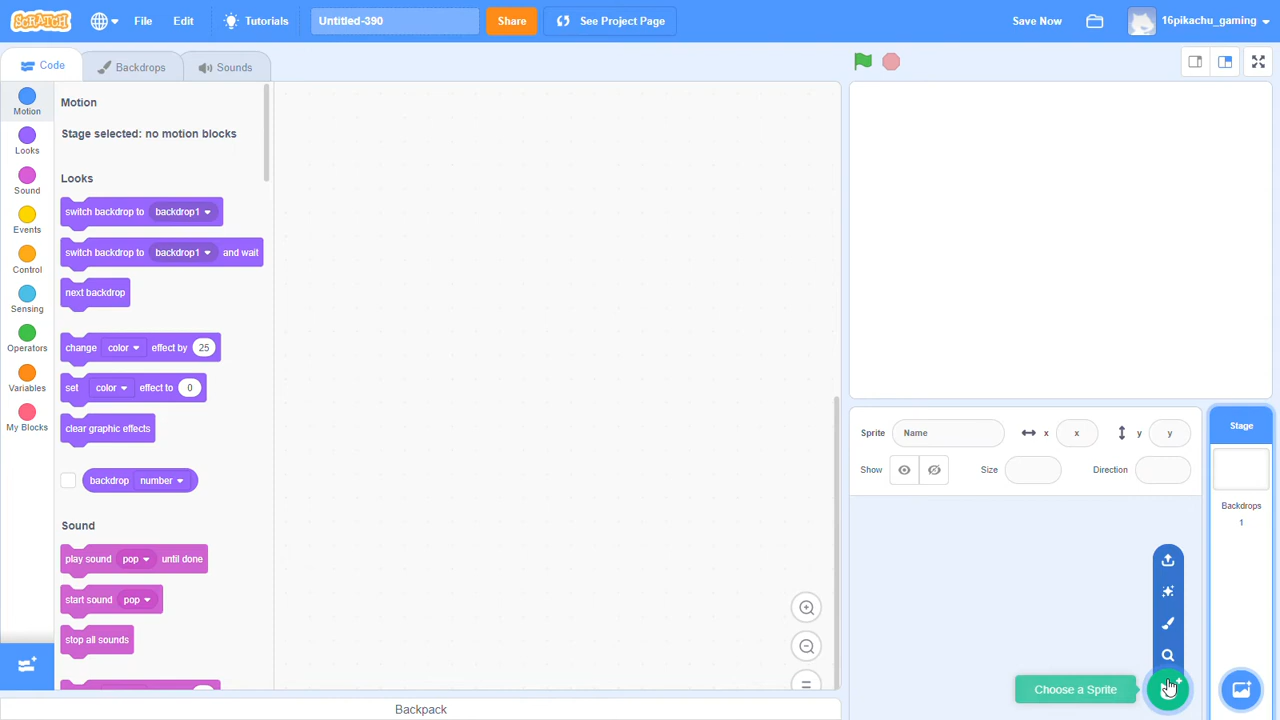 SCRATCH File Edit Tutorials Untitled-390 Share See Project Page Save Now 16pikachu_gaming
Code Backdrops Sounds
Motion
Looks
Sound
Events
Control
Sensing
Operators
Variables
My Blocks
Motion
Stage selected: no motion blocks
Looks
switch backdrop to backdrop1
switch backdrop to backdrop1 and wait
next backdrop
change color effect by 25
set color effect to 0
clear graphic effects
backdrop number
Sound
play sound pop until done
start sound pop
stop all sounds
Backpack
Sprite Name x x y y
Show Size Direction
Choose a Sprite
Stage
Backdrops
1